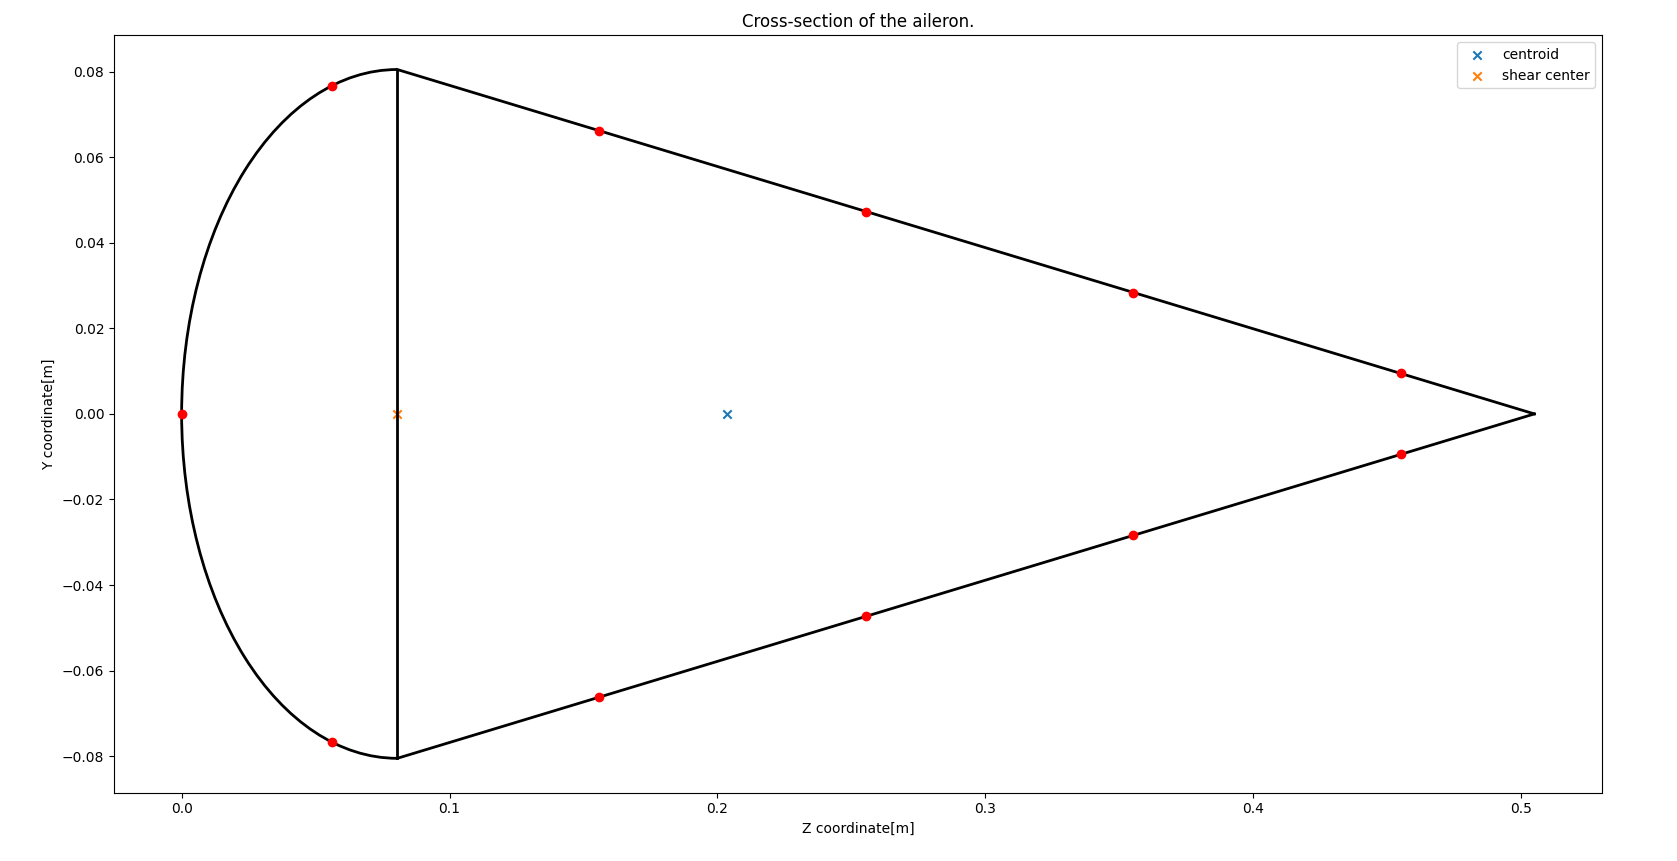 Cross-section of the aileron.
centroid
shear center
0.08
0.06
0.04
0.02
0.00
−0.02
−0.04
−0.06
−0.08
Y coordinate[m]
0.0 0.1 0.2 0.3 0.4 0.5
Z coordinate[m]